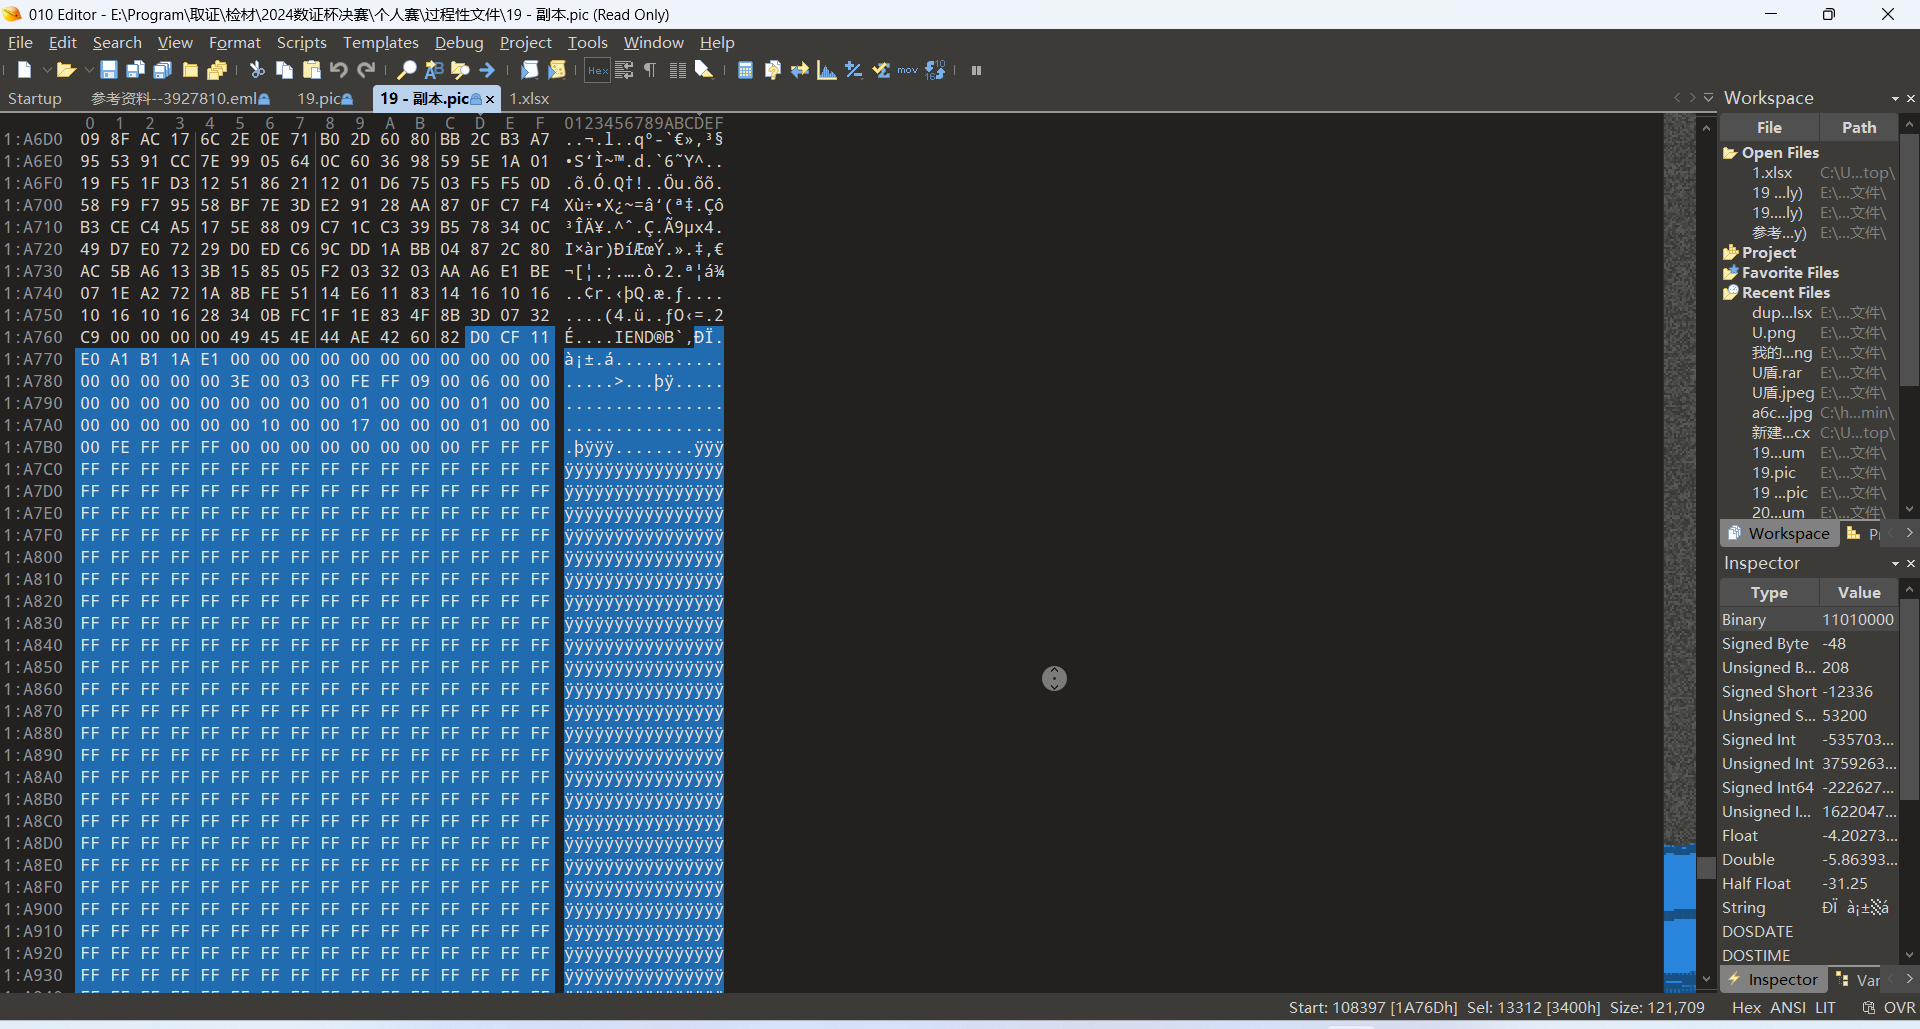 010 Editor - E:\Program\取证\检材\2024数证杯决赛\个人赛\过程性文件\19 - 副本.pic (Read Only)
File Edit Search View Format Scripts Templates Debug Project Tools Window Help
Startup 参考资料--3927810.eml 19.pic 19 - 副本.pic 1.xlsx
0 1 2 3 4 5 6 7 8 9 A B C D E F 0123456789ABCDEF
1:A6D0 09 8F AC 17 6C 2E 0E 71 B0 2D 60 80 BB 2C B3 A7 ..¬.l..q°-`€»,³§
1:A6E0 95 53 91 CC 7E 99 05 64 0C 60 36 98 59 5E 1A 01 •S‘Ì~™.d.`6˜Y^..
1:A6F0 19 F5 1F D3 12 51 86 21 12 01 D6 75 03 F5 F5 0D .õ.Ó.Q†!..Öu.õõ.
1:A700 58 F9 F7 95 58 BF 7E 3D E2 91 28 AA 87 0F C7 F4 Xù÷•X¿~=â‘(ª‡.Çô
1:A710 B3 CE C4 A5 17 5E 88 09 C7 1C C3 39 B5 78 34 0C ³ÎÄ¥.^ˆ.Ç.Ã9µx4.
1:A720 49 D7 E0 72 29 D0 ED C6 9C DD 1A BB 04 87 2C 80 I×àr)ÐíÆœÝ.».‡,€
1:A730 AC 5B A6 13 3B 15 85 05 F2 03 32 03 AA A6 E1 BE ¬[¦.;.….ò.2.ª¦á¾
1:A740 07 1E A2 72 1A 8B FE 51 14 E6 11 83 14 16 10 16 ..¢r.‹þQ.æ.ƒ....
1:A750 10 16 10 16 28 34 0B FC 1F 1E 83 4F 8B 3D 07 32 ....(4.ü..ƒO‹=.2
1:A760 C9 00 00 00 00 49 45 4E 44 AE 42 60 82 D0 CF 11 É....IEND®B`‚ÐÏ.
1:A770 E0 A1 B1 1A E1 00 00 00 00 00 00 00 00 00 00 00 à¡±.á...........
1:A780 00 00 00 00 00 3E 00 03 00 FE FF 09 00 06 00 00 .....>...þÿ.....
1:A790 00 00 00 00 00 00 00 00 00 01 00 00 00 01 00 00 ................
1:A7A0 00 00 00 00 00 00 10 00 00 17 00 00 00 01 00 00 ................
1:A7B0 00 FE FF FF FF 00 00 00 00 00 00 00 00 FF FF FF .þÿÿÿ........ÿÿÿ
1:A7C0 FF FF FF FF FF FF FF FF FF FF FF FF FF FF FF FF ÿÿÿÿÿÿÿÿÿÿÿÿÿÿÿÿ
1:A7D0 FF FF FF FF FF FF FF FF FF FF FF FF FF FF FF FF ÿÿÿÿÿÿÿÿÿÿÿÿÿÿÿÿ
1:A7E0 FF FF FF FF FF FF FF FF FF FF FF FF FF FF FF FF ÿÿÿÿÿÿÿÿÿÿÿÿÿÿÿÿ
1:A7F0 FF FF FF FF FF FF FF FF FF FF FF FF FF FF FF FF ÿÿÿÿÿÿÿÿÿÿÿÿÿÿÿÿ
1:A800 FF FF FF FF FF FF FF FF FF FF FF FF FF FF FF FF ÿÿÿÿÿÿÿÿÿÿÿÿÿÿÿÿ
1:A810 FF FF FF FF FF FF FF FF FF FF FF FF FF FF FF FF ÿÿÿÿÿÿÿÿÿÿÿÿÿÿÿÿ
1:A820 FF FF FF FF FF FF FF FF FF FF FF FF FF FF FF FF ÿÿÿÿÿÿÿÿÿÿÿÿÿÿÿÿ
1:A830 FF FF FF FF FF FF FF FF FF FF FF FF FF FF FF FF ÿÿÿÿÿÿÿÿÿÿÿÿÿÿÿÿ
1:A840 FF FF FF FF FF FF FF FF FF FF FF FF FF FF FF FF ÿÿÿÿÿÿÿÿÿÿÿÿÿÿÿÿ
1:A850 FF FF FF FF FF FF FF FF FF FF FF FF FF FF FF FF ÿÿÿÿÿÿÿÿÿÿÿÿÿÿÿÿ
1:A860 FF FF FF FF FF FF FF FF FF FF FF FF FF FF FF FF ÿÿÿÿÿÿÿÿÿÿÿÿÿÿÿÿ
1:A870 FF FF FF FF FF FF FF FF FF FF FF FF FF FF FF FF ÿÿÿÿÿÿÿÿÿÿÿÿÿÿÿÿ
1:A880 FF FF FF FF FF FF FF FF FF FF FF FF FF FF FF FF ÿÿÿÿÿÿÿÿÿÿÿÿÿÿÿÿ
1:A890 FF FF FF FF FF FF FF FF FF FF FF FF FF FF FF FF ÿÿÿÿÿÿÿÿÿÿÿÿÿÿÿÿ
1:A8A0 FF FF FF FF FF FF FF FF FF FF FF FF FF FF FF FF ÿÿÿÿÿÿÿÿÿÿÿÿÿÿÿÿ
1:A8B0 FF FF FF FF FF FF FF FF FF FF FF FF FF FF FF FF ÿÿÿÿÿÿÿÿÿÿÿÿÿÿÿÿ
1:A8C0 FF FF FF FF FF FF FF FF FF FF FF FF FF FF FF FF ÿÿÿÿÿÿÿÿÿÿÿÿÿÿÿÿ
1:A8D0 FF FF FF FF FF FF FF FF FF FF FF FF FF FF FF FF ÿÿÿÿÿÿÿÿÿÿÿÿÿÿÿÿ
1:A8E0 FF FF FF FF FF FF FF FF FF FF FF FF FF FF FF FF ÿÿÿÿÿÿÿÿÿÿÿÿÿÿÿÿ
1:A8F0 FF FF FF FF FF FF FF FF FF FF FF FF FF FF FF FF ÿÿÿÿÿÿÿÿÿÿÿÿÿÿÿÿ
1:A900 FF FF FF FF FF FF FF FF FF FF FF FF FF FF FF FF ÿÿÿÿÿÿÿÿÿÿÿÿÿÿÿÿ
1:A910 FF FF FF FF FF FF FF FF FF FF FF FF FF FF FF FF ÿÿÿÿÿÿÿÿÿÿÿÿÿÿÿÿ
1:A920 FF FF FF FF FF FF FF FF FF FF FF FF FF FF FF FF ÿÿÿÿÿÿÿÿÿÿÿÿÿÿÿÿ
1:A930 FF FF FF FF FF FF FF FF FF FF FF FF FF FF FF FF ÿÿÿÿÿÿÿÿÿÿÿÿÿÿÿÿ
Workspace
File Path
Open Files
1.xlsx C:\U...top\
19 ...ly) E:\...文件\
19....ly) E:\...文件\
参考...y) E:\...文件\
Project
Favorite Files
Recent Files
dup...lsx E:\...文件\
U.png E:\...文件\
我的...ng E:\...文件\
U盾.rar E:\...文件\
U盾.jpeg E:\...文件\
a6c...jpg C:\h...min\
新建...cx C:\U...top\
19...um E:\...文件\
19.pic E:\...文件\
19 ...pic E:\...文件\
20...um E:\...文件\
Workspace
Inspector
Type Value
Binary 11010000
Signed Byte -48
Unsigned B... 208
Signed Short -12336
Unsigned S... 53200
Signed Int -535703...
Unsigned Int 3759263...
Signed Int64 -222627...
Unsigned I... 1622047...
Float -4.20273...
Double -5.86393...
Half Float -31.25
String ÐÏ à¡±á
DOSDATE
DOSTIME
Inspector Var
Start: 108397 [1A76Dh] Sel: 13312 [3400h] Size: 121,709 Hex ANSI LIT OVR